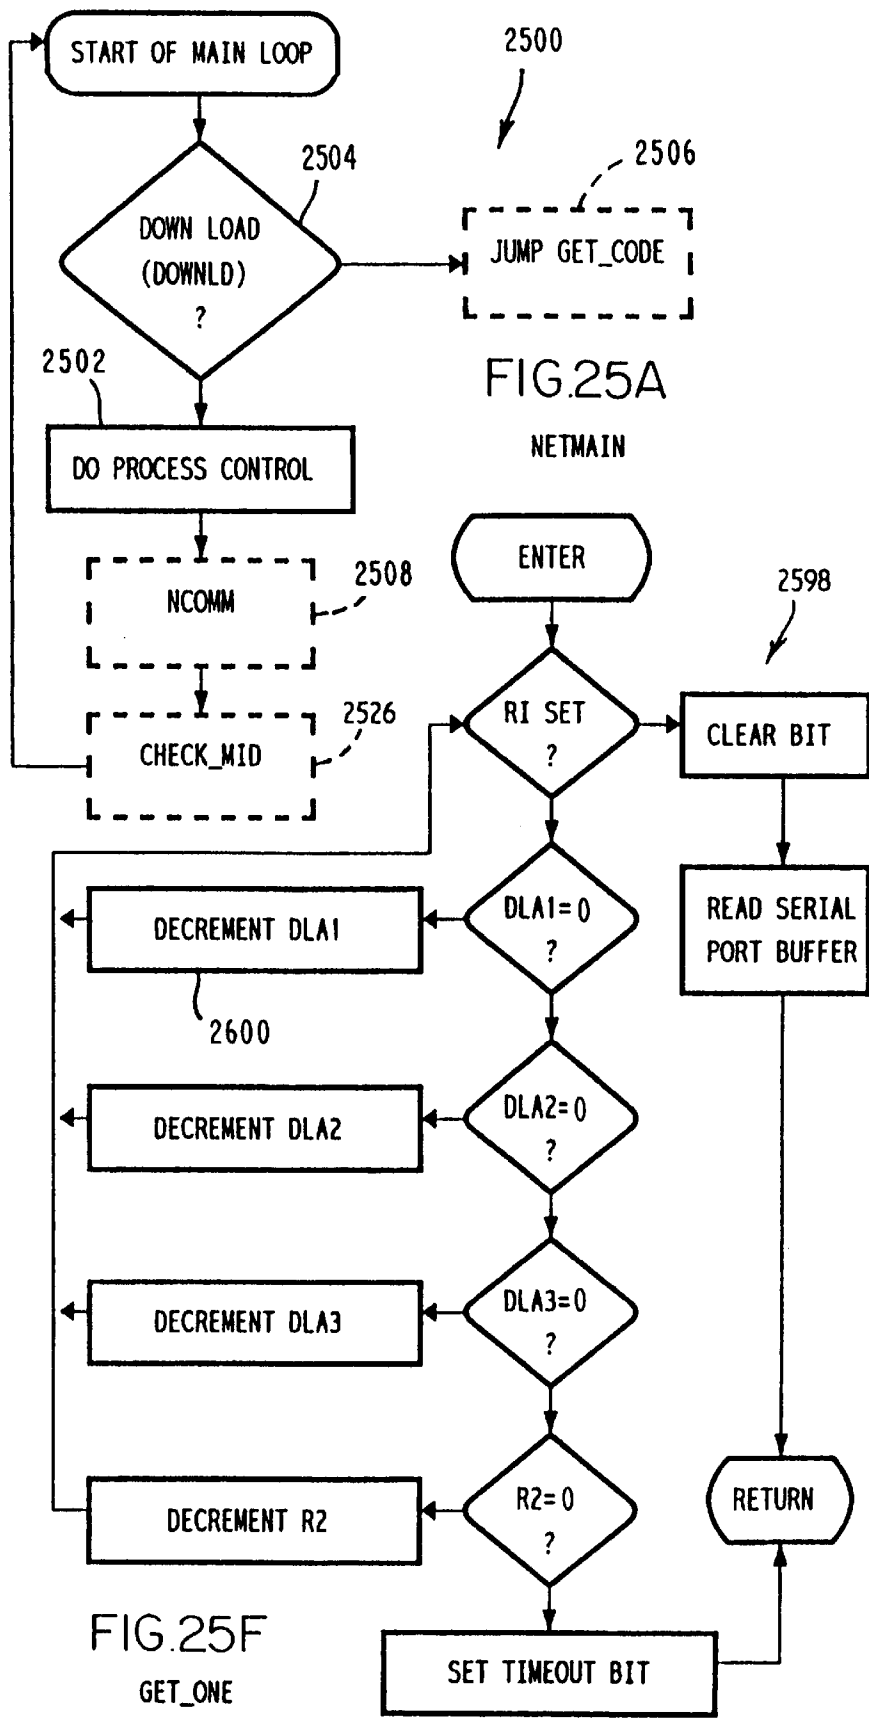 START OF MAIN LOOP
2500
2504
2506
DOWN LOAD
(DOWNLD)
?
JUMP GET_CODE
2502
FIG.25A
NETMAIN
DO PROCESS CONTROL
2508
NCOMM
2526
CHECK_MID
ENTER
2598
RI SET
?
CLEAR BIT
READ SERIAL
PORT BUFFER
DLA1=0
?
DECREMENT DLA1
2600
DLA2=0
?
DECREMENT DLA2
DLA3=0
?
DECREMENT DLA3
R2=0
?
DECREMENT R2
RETURN
SET TIMEOUT BIT
FIG.25F
GET_ONE